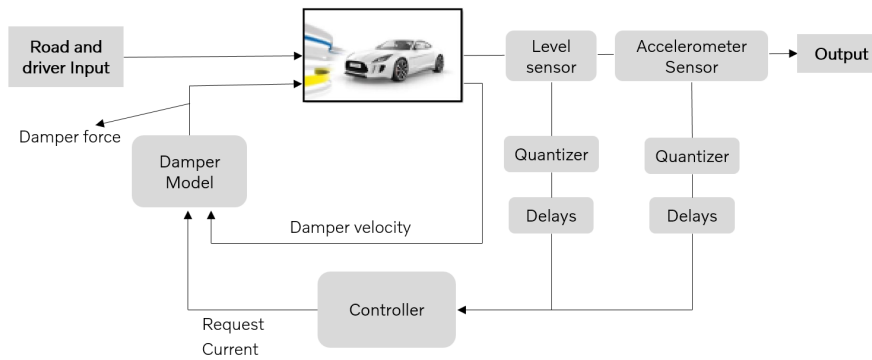 Road and
driver Input
Level
sensor
Accelerometer
Sensor
Output
Damper force
Damper
Model
Quantizer
Quantizer
Delays
Delays
Damper velocity
Controller
Request
Current